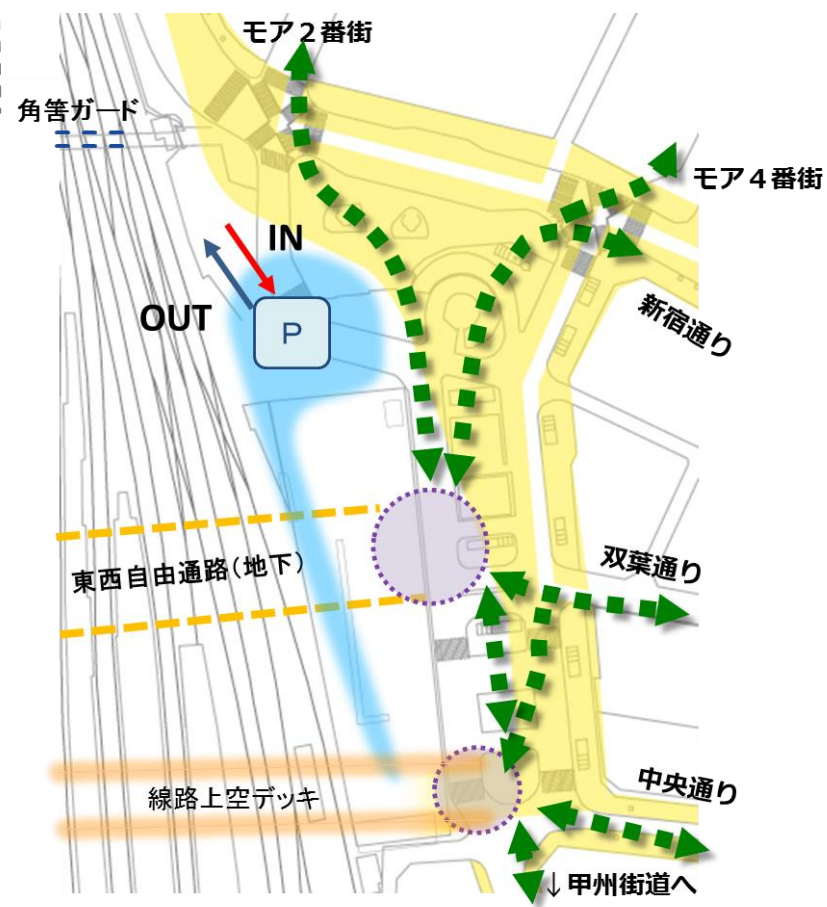 モア２番街
角筈ガード
モア４番街
IN
OUT
P
新宿通り
東西自由通路(地下)
双葉通り
線路上空デッキ
中央通り
↓甲州街道へ